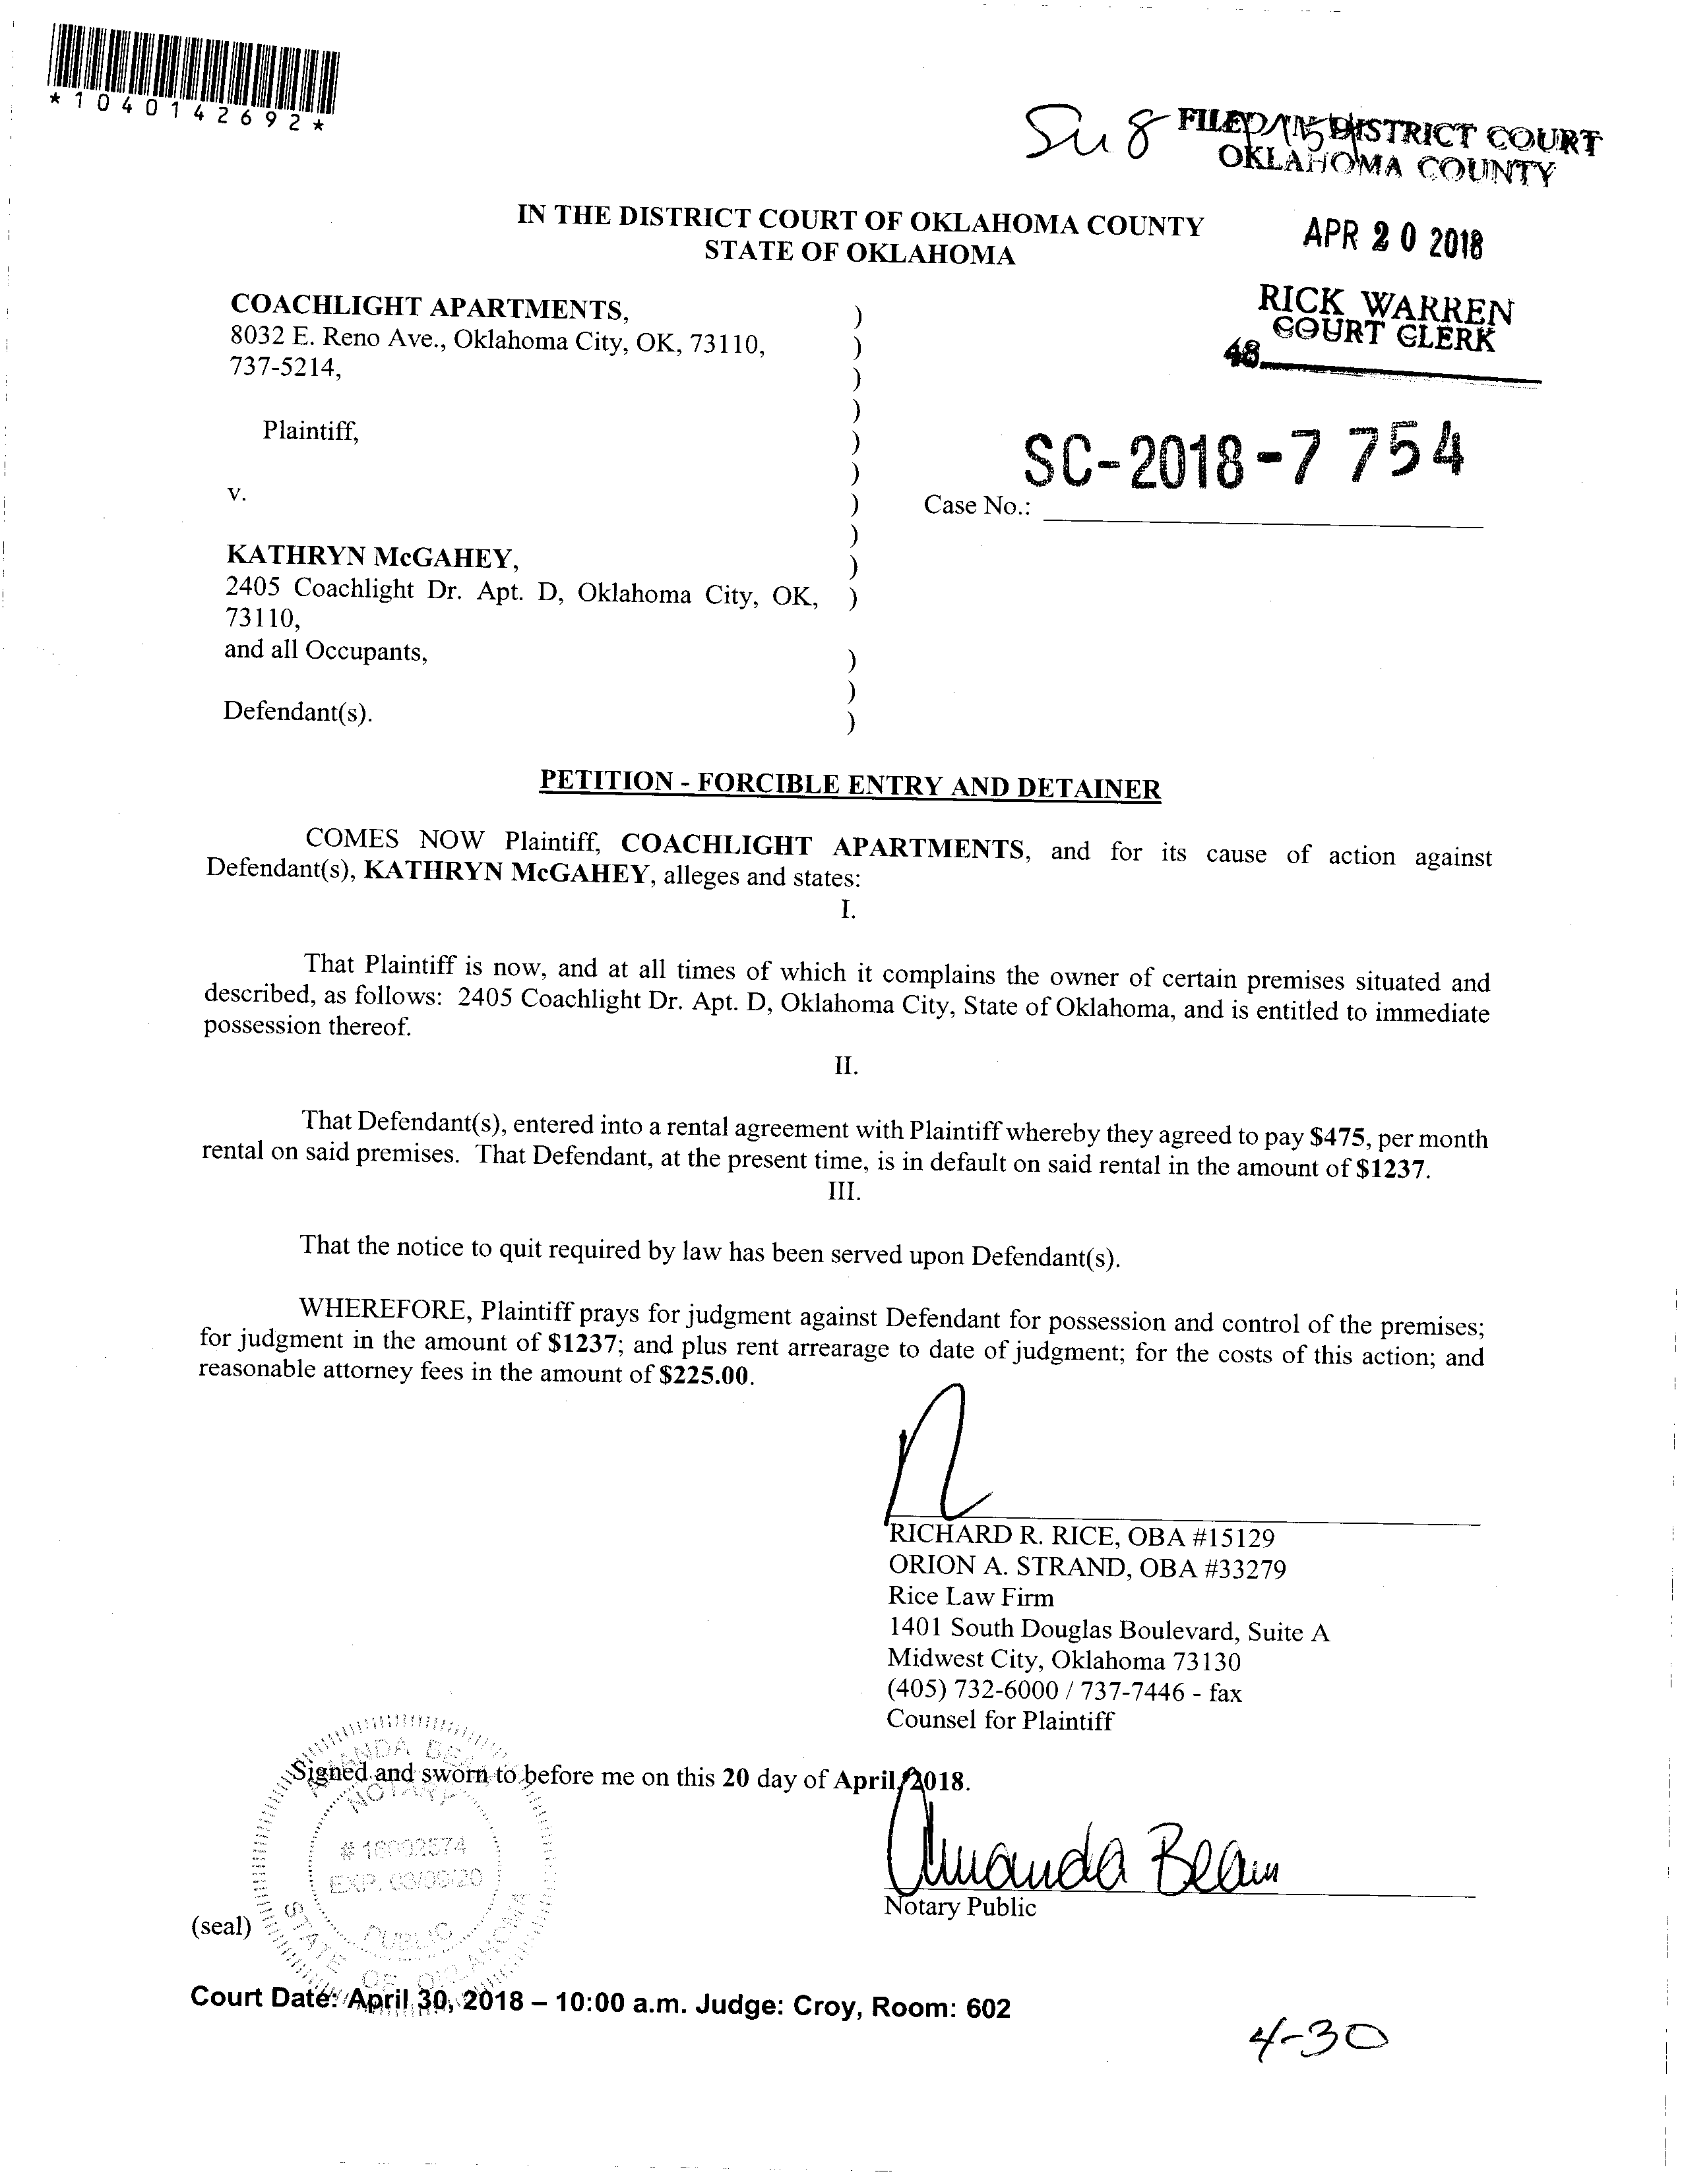 *1040142692*
FILED IN DISTRICT COURT
OKLAHOMA COUNTY
IN THE DISTRICT COURT OF OKLAHOMA COUNTY
STATE OF OKLAHOMA
APR 20 2018
RICK WARREN
COURT CLERK
48
COACHLIGHT APARTMENTS, )
8032 E. Reno Ave., Oklahoma City, OK, 73110, )
737-5214, )
)
Plaintiff, )
)
v. )
SC-2018-7 754
Case No.:
)
KATHRYN McGAHEY, )
2405 Coachlight Dr. Apt. D, Oklahoma City, OK, )
73110,
and all Occupants, )
)
Defendant(s). )
PETITION - FORCIBLE ENTRY AND DETAINER
COMES NOW Plaintiff, COACHLIGHT APARTMENTS, and for its cause of action against
Defendant(s), KATHRYN McGAHEY, alleges and states:
I.
That Plaintiff is now, and at all times of which it complains the owner of certain premises situated and
described, as follows: 2405 Coachlight Dr. Apt. D, Oklahoma City, State of Oklahoma, and is entitled to immediate
possession thereof.
II.
That Defendant(s), entered into a rental agreement with Plaintiff whereby they agreed to pay $475, per month
rental on said premises. That Defendant, at the present time, is in default on said rental in the amount of $1237.
III.
That the notice to quit required by law has been served upon Defendant(s).
WHEREFORE, Plaintiff prays for judgment against Defendant for possession and control of the premises;
for judgment in the amount of $1237; and plus rent arrearage to date of judgment; for the costs of this action; and
reasonable attorney fees in the amount of $225.00.
RICHARD R. RICE, OBA #15129
ORION A. STRAND, OBA #33279
Rice Law Firm
1401 South Douglas Boulevard, Suite A
Midwest City, Oklahoma 73130
(405) 732-6000 / 737-7446 - fax
Counsel for Plaintiff
Signed and sworn to before me on this 20 day of April, 2018.
Amanda Beam
Notary Public
(seal)
NOTARY
PUBLIC
STATE OF OKLAHOMA
Court Date: April 30, 2018 – 10:00 a.m. Judge: Croy, Room: 602
4-30